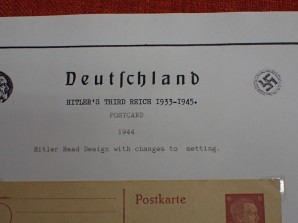 Deutſchland
HITLER'S THIRD REICH 1933-1945.
POSTCARD
1944
Hitler Head Design with changes to setting.
Postkarte